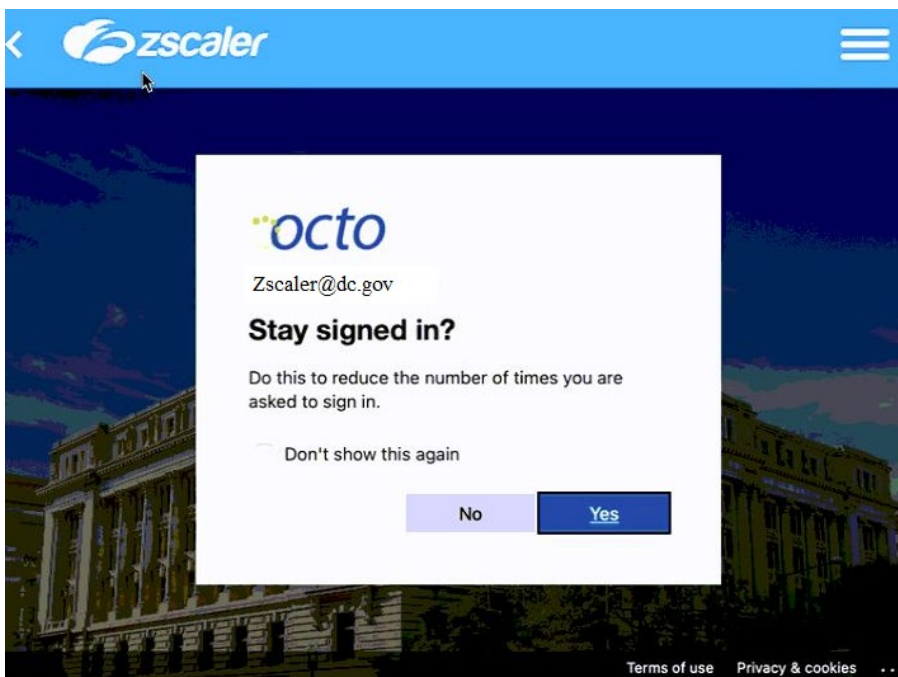 zscaler
octo
Zscaler@dc.gov
Stay signed in?
Do this to reduce the number of times you are
asked to sign in.
Don't show this again
No Yes
Terms of use Privacy & cookies ..